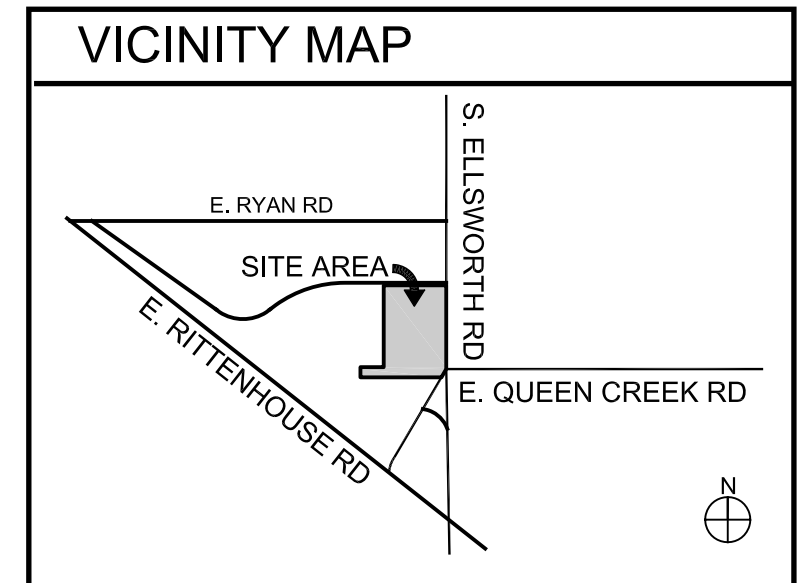 VICINITY MAP
S. ELLSWORTH RD
E. RYAN RD
SITE AREA
E. RITTENHOUSE RD
E. QUEEN CREEK RD
N